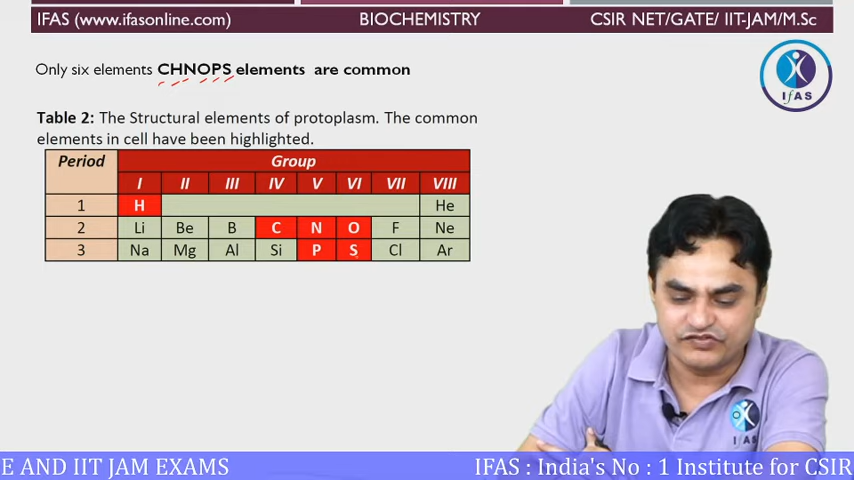 IFAS (www.ifasonline.com) BIOCHEMISTRY CSIR NET/GATE/ IIT-JAM/M.Sc
Only six elements CHNOPS elements are common
IFAS
Table 2: The Structural elements of protoplasm. The common
elements in cell have been highlighted.
Period Group
I II III IV V VI VII VIII
1 H He
2 Li Be B C N O F Ne
3 Na Mg Al Si P S Cl Ar
IFAS
E AND IIT JAM EXAMS IFAS : India's No : 1 Institute for CSIR